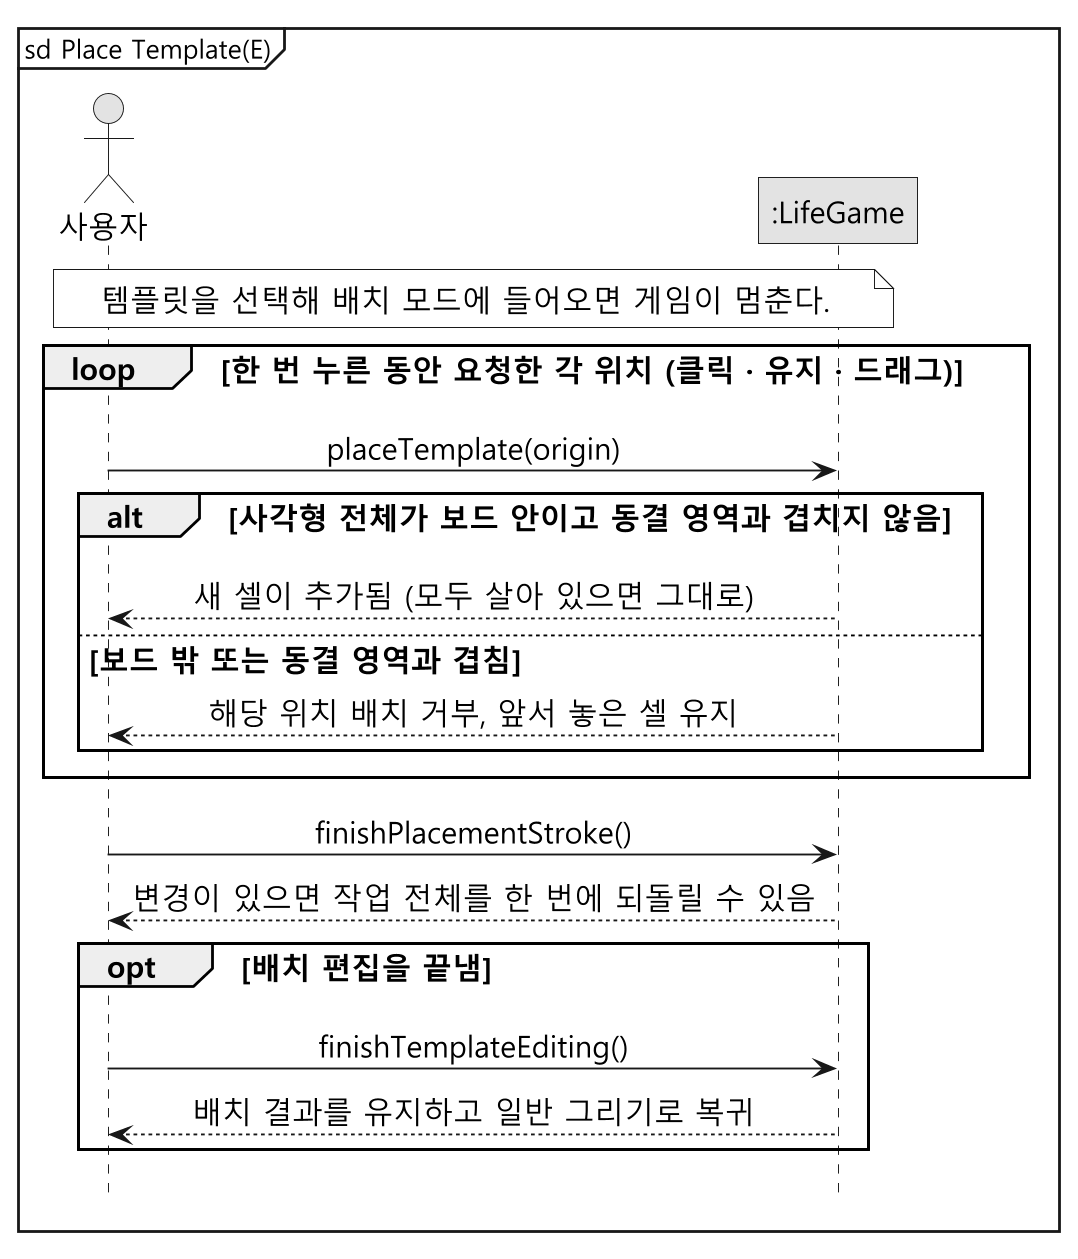 sd Place Template(E)
사용자
:LifeGame
템플릿을 선택해 배치 모드에 들어오면 게임이 멈춘다.
loop
[한 번 누른 동안 요청한 각 위치 (클릭 · 유지 · 드래그)]
placeTemplate(origin)
alt
[사각형 전체가 보드 안이고 동결 영역과 겹치지 않음]
새 셀이 추가됨 (모두 살아 있으면 그대로)
[보드 밖 또는 동결 영역과 겹침]
해당 위치 배치 거부, 앞서 놓은 셀 유지
finishPlacementStroke()
변경이 있으면 작업 전체를 한 번에 되돌릴 수 있음
opt
[배치 편집을 끝냄]
finishTemplateEditing()
배치 결과를 유지하고 일반 그리기로 복귀